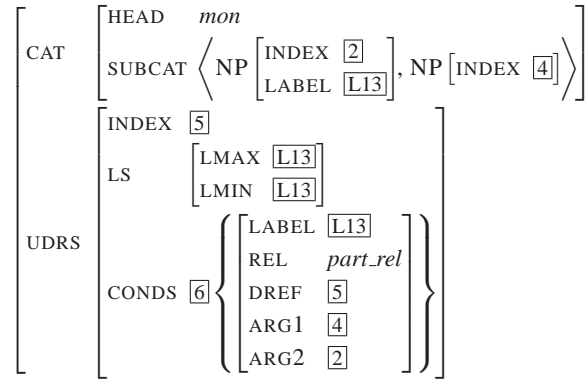 HEAD mon
CAT
SUBCAT ⟨ NP [ INDEX 2 LABEL L13 ], NP [ INDEX 4 ] ⟩
INDEX 5
LS [ LMAX L13 LMIN L13 ]
UDRS
CONDS 6 { [ LABEL L13
REL part_rel
DREF 5
ARG1 4
ARG2 2 ] }